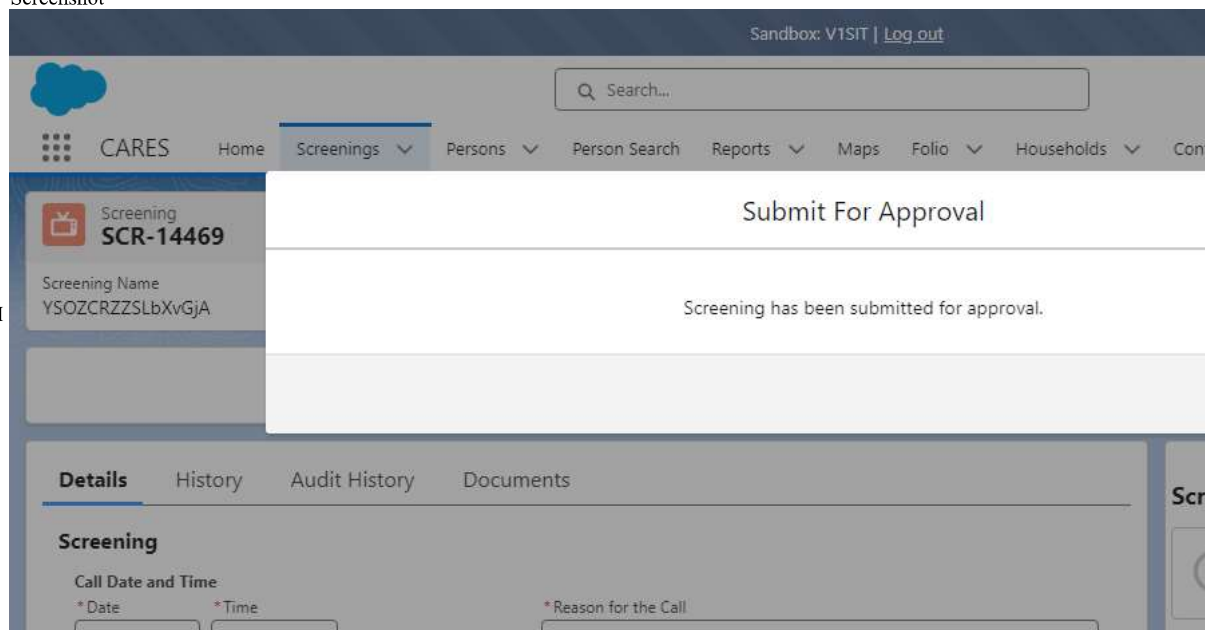 Screenshot
Sandbox: V1SIT | Log out
Search...
CARES Home Screenings Persons Person Search Reports Maps Folio Households Con
Submit For Approval
Screening
SCR-14469
Screening Name
YSOZCRZZSLbXvGjA
Screening has been submitted for approval.
Details History Audit History Documents
Scr
Screening
Call Date and Time
*Date *Time *Reason for the Call